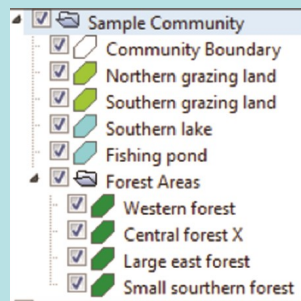 Sample Community
Community Boundary
Northern grazing land
Southern grazing land
Southern lake
Fishing pond
Forest Areas
Western forest
Central forest X
Large east forest
Small sourthern forest